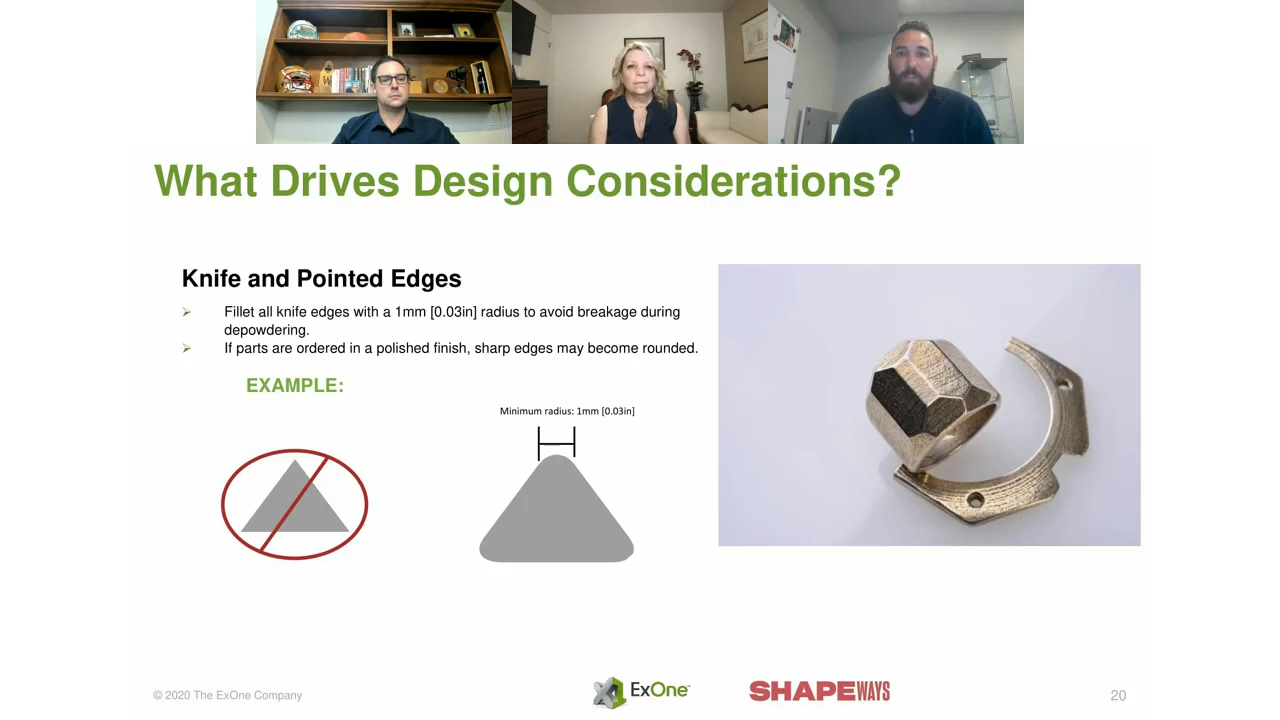 What Drives Design Considerations?
Knife and Pointed Edges
Fillet all knife edges with a 1mm [0.03in] radius to avoid breakage during
depowdering.
If parts are ordered in a polished finish, sharp edges may become rounded.
EXAMPLE:
Minimum radius: 1mm [0.03in]
© 2020 The ExOne Company
ExOne™
SHAPEWAYS
20